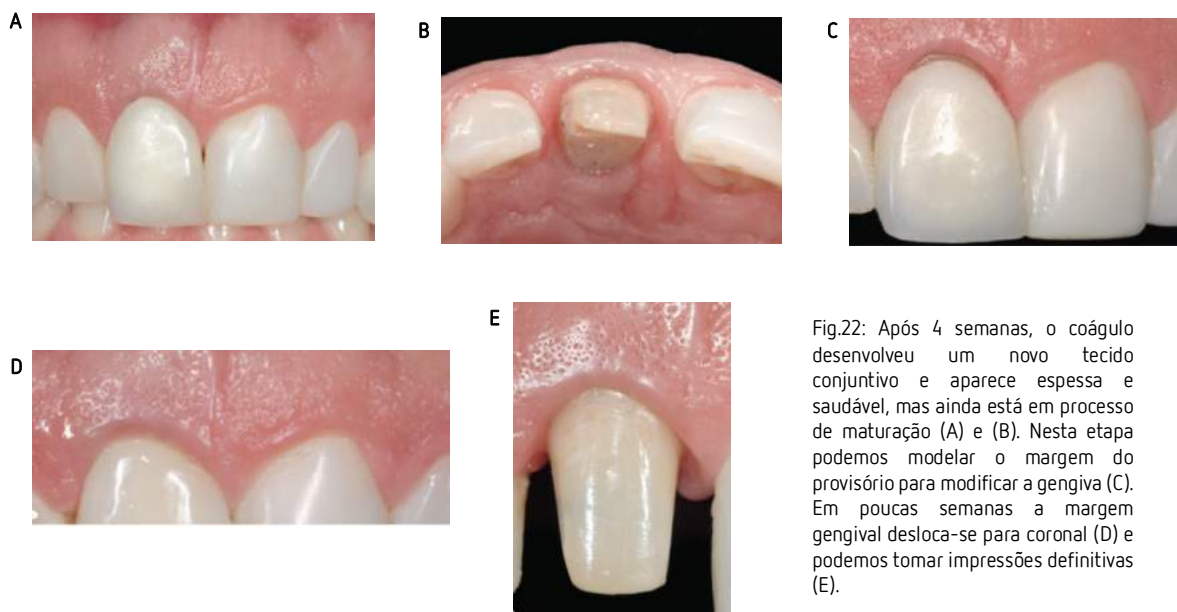 A
B
C
D
E
Fig.22: Após 4 semanas, o coágulo
desenvolveu um novo tecido
conjuntivo e aparece espessa e
saudável, mas ainda está em processo
de maturação (A) e (B). Nesta etapa
podemos modelar o margem do
provisório para modificar a gengiva (C).
Em poucas semanas a margem
gengival desloca-se para coronal (D) e
podemos tomar impressões definitivas
(E).